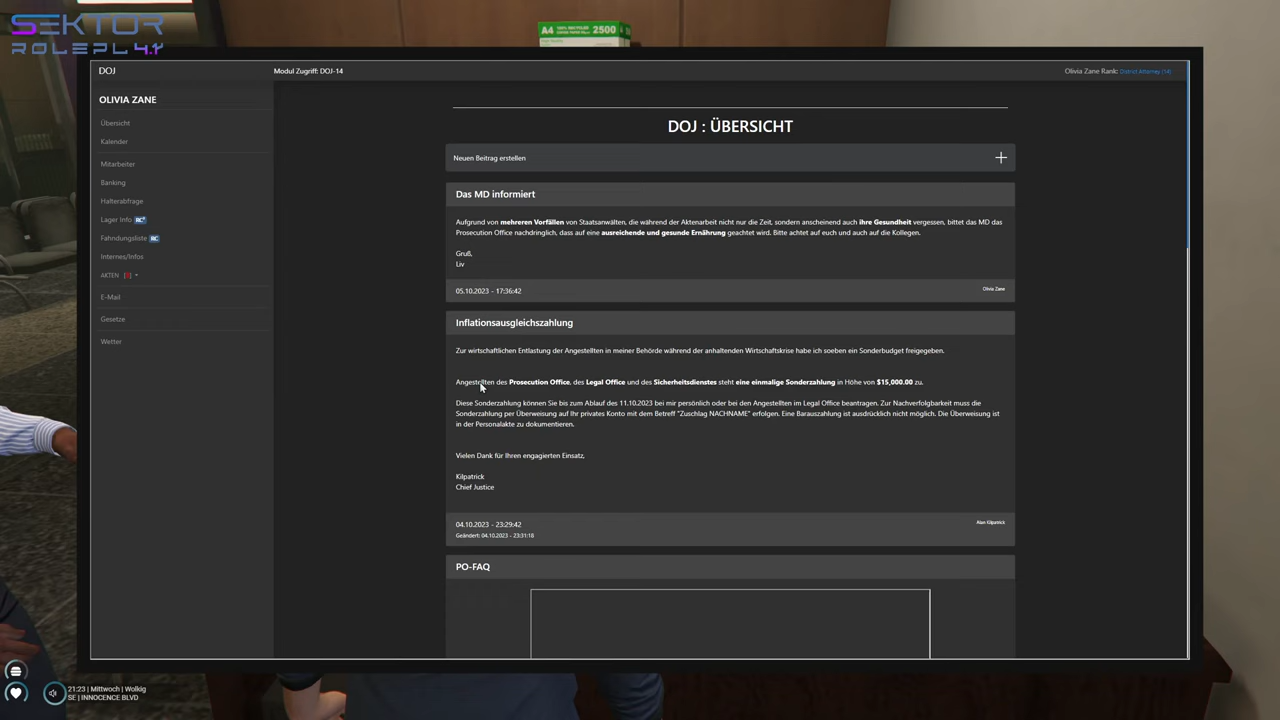 SEKTOR
ROLEPL4.Y
A4 100% RECYCLED 2500
DOJ
Modul Zugriff: DOJ-14
Olivia Zane Rank: District Attorney [14]
OLIVIA ZANE
Übersicht
Kalender
Mitarbeiter
Banking
Halterabfrage
Lager Info RC
Fahndungsliste RC
Internes/Infos
AKTEN
E-Mail
Gesetze
Wetter
DOJ : ÜBERSICHT
Neuen Beitrag erstellen
Das MD informiert
Aufgrund von mehreren Vorfällen von Staatsanwälten, die während der Aktenarbeit nicht nur die Zeit, sondern anscheinend auch ihre Gesundheit vergessen, bittet das MD das
Prosecution Office nachdringlich, dass auf eine ausreichende und gesunde Ernährung geachtet wird. Bitte achtet auf euch und auch auf die Kollegen.
Gruß,
Liv
05.10.2023 - 17:36:42
Olivia Zane
Inflationsausgleichszahlung
Zur wirtschaftlichen Entlastung der Angestellten in meiner Behörde während der anhaltenden Wirtschaftskrise habe ich soeben ein Sonderbudget freigegeben.
Angestellten des Prosecution Office, des Legal Office und des Sicherheitsdienstes steht eine einmalige Sonderzahlung in Höhe von $15,000.00 zu.
Diese Sonderzahlung können Sie bis zum Ablauf des 11.10.2023 bei mir persönlich oder bei den Angestellten im Legal Office beantragen. Zur Nachverfolgbarkeit muss die
Sonderzahlung per Überweisung auf Ihr privates Konto mit dem Betreff "Zuschlag NACHNAME" erfolgen. Eine Barauszahlung ist ausdrücklich nicht möglich. Die Überweisung ist
in der Personalakte zu dokumentieren.
Vielen Dank für Ihren engagierten Einsatz,
Kilpatrick
Chief Justice
04.10.2023 - 23:29:42
Alan Kilpatrick
Geändert: 04.10.2023 - 23:31:18
PO-FAQ
21:23 | Mittwoch | Wolkig
SE | INNOCENCE BLVD